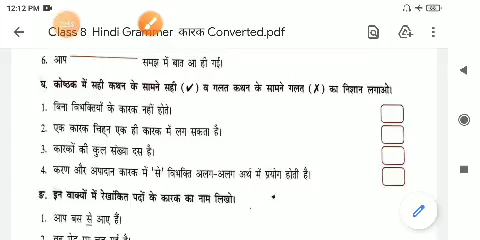 12:12 PM
Class 8 Hindi Grammer कारक Converted.pdf
6. आप ____________ समझ में बात आ ही गई।
घ. कोष्ठक में सही कथन के सामने सही (✓) व गलत कथन के सामने गलत (✗) का निशान लगाओ।
1. बिना विभक्तियों के कारक नहीं होते।
2. एक कारक चिह्न एक ही कारक में लग सकता है।
3. कारकों की कुल संख्या दस है।
4. करण और अपादान कारक में 'से' विभक्ति अलग-अलग अर्थ में प्रयोग होती है।
ङ. इन वाक्यों में रेखांकित पदों के कारक का नाम लिखो।
1. आप बस से आए हैं।